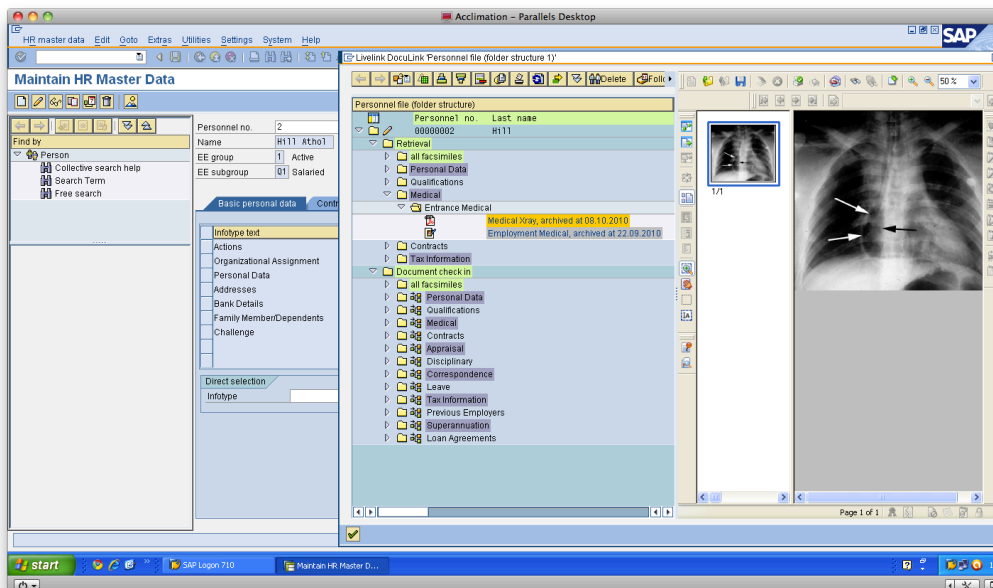 Acclimation - Parallels Desktop
HR master data Edit Goto Extras Utilities Settings System Help
SAP
Maintain HR Master Data
Find by
Person
Collective search help
Search Term
Free search
Personnel no. 2
Name Hill Athol
EE group 1 Active
EE subgroup Q1 Salaried
Basic personal data Contr
Infotype text
Actions
Organizational Assignment
Personal Data
Addresses
Bank Details
Family Member/Dependents
Challenge
Direct selection
Infotype
Livelink DocuLink 'Personnel file (folder structure 1)'
Delete Follo
Personnel file (folder structure)
Personnel no. Last name
00000002 Hill
Retrieval
all facsimiles
Personal Data
Qualifications
Medical
Entrance Medical
Medical Xray, archived at 08.10.2010
Employment Medical, archived at 22.09.2010
Contracts
Tax Information
Document check in
all facsimiles
Personal Data
Qualifications
Medical
Contracts
Appraisal
Disciplinary
Correspondence
Leave
Tax Information
Previous Employers
Superannuation
Loan Agreements
50 %
1/1
Page 1 of 1
start
SAP Logon 710
Maintain HR Master D...